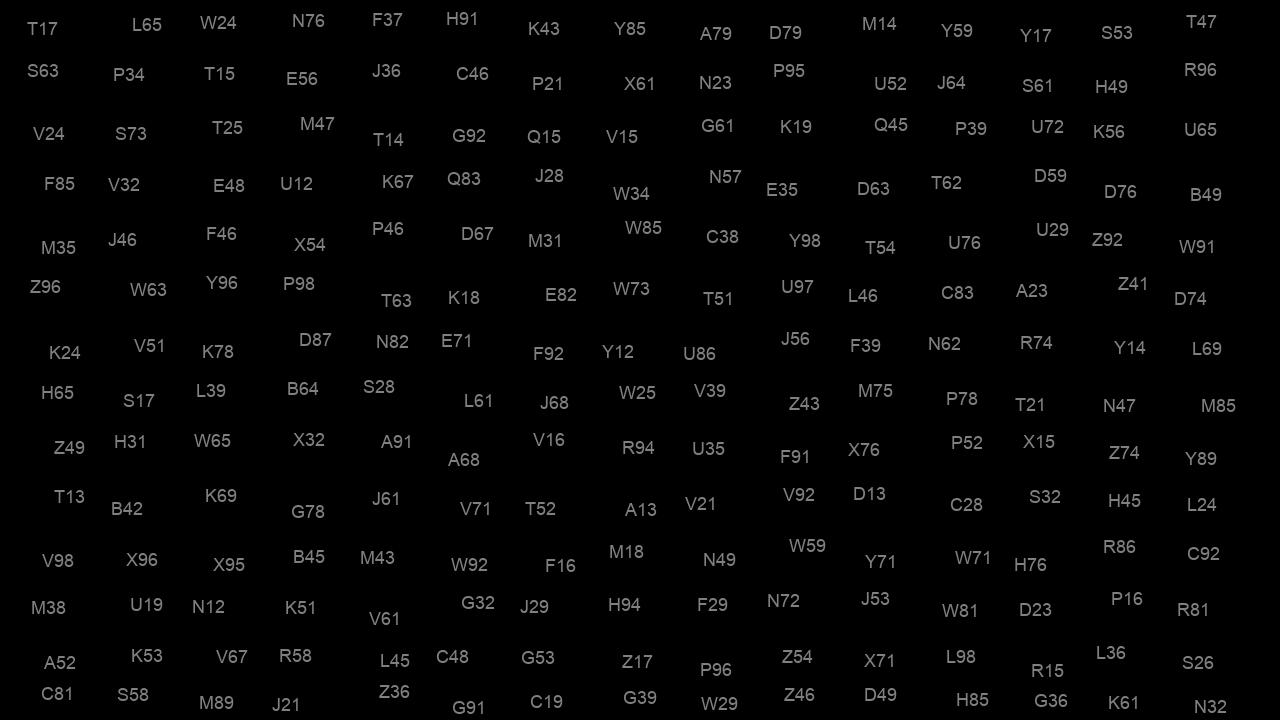 T17 L65 W24 N76 F37 H91 K43 Y85 A79 D79 M14 Y59 Y17 S53 T47
S63 P34 T15 E56 J36 C46 P21 X61 N23 P95 U52 J64 S61 H49 R96
V24 S73 T25 M47 T14 G92 Q15 V15 G61 K19 Q45 P39 U72 K56 U65
F85 V32 E48 U12 K67 Q83 J28 W34 N57 E35 D63 T62 D59 D76 B49
M35 J46 F46 X54 P46 D67 M31 W85 C38 Y98 T54 U76 U29 Z92 W91
Z96 W63 Y96 P98 T63 K18 E82 W73 T51 U97 L46 C83 A23 Z41 D74
K24 V51 K78 D87 N82 E71 F92 Y12 U86 J56 F39 N62 R74 Y14 L69
H65 S17 L39 B64 S28 L61 J68 W25 V39 Z43 M75 P78 T21 N47 M85
Z49 H31 W65 X32 A91 A68 V16 R94 U35 F91 X76 P52 X15 Z74 Y89
T13 B42 K69 G78 J61 V71 T52 A13 V21 V92 D13 C28 S32 H45 L24
V98 X96 X95 B45 M43 W92 F16 M18 N49 W59 Y71 W71 H76 R86 C92
M38 U19 N12 K51 V61 G32 J29 H94 F29 N72 J53 W81 D23 P16 R81
A52 K53 V67 R58 L45 C48 G53 Z17 P96 Z54 X71 L98 R15 L36 S26
C81 S58 M89 J21 Z36 G91 C19 G39 W29 Z46 D49 H85 G36 K61 N32